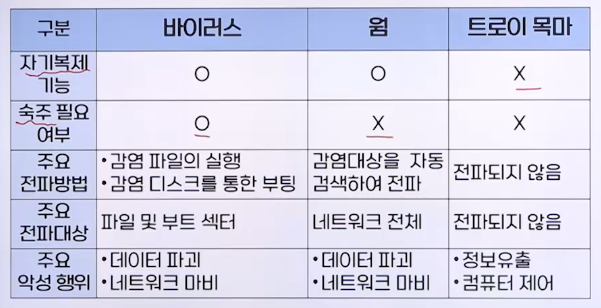 구분 바이러스 웜 트로이 목마
자기복제
기능 O O X
숙주 필요
여부 O X X
주요
전파방법
•감염 파일의 실행
•감염 디스크를 통한 부팅
감염대상을 자동
검색하여 전파
전파되지 않음
주요
전파대상
파일 및 부트 섹터
네트워크 전체
전파되지 않음
주요
악성 행위
•데이터 파괴
•네트워크 마비
•데이터 파괴
•네트워크 마비
•정보유출
•컴퓨터 제어